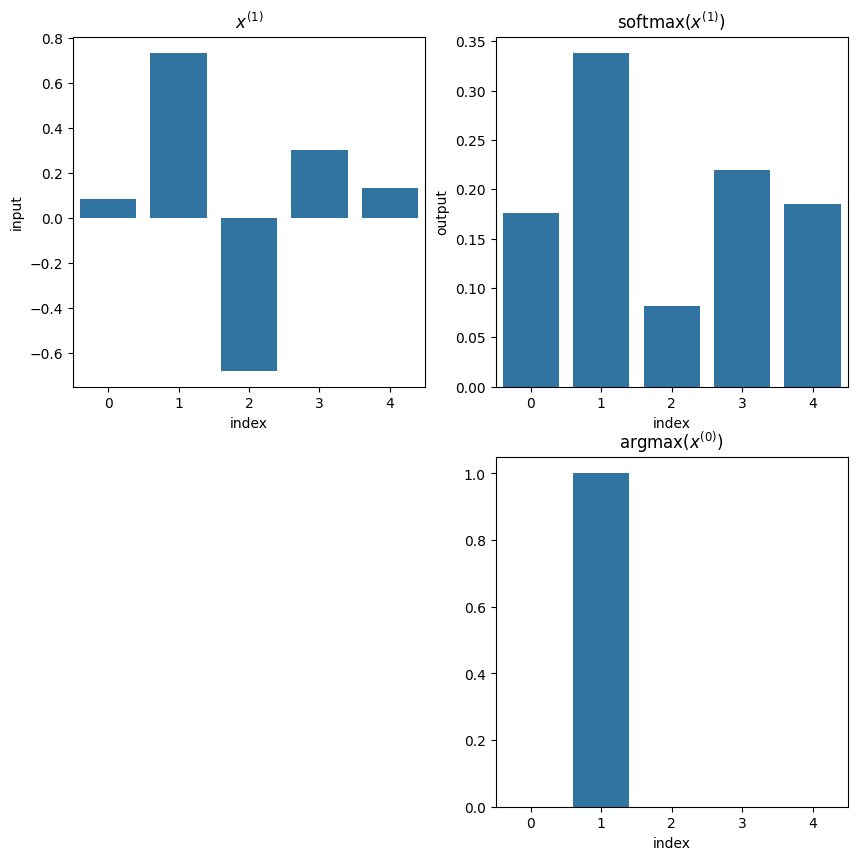 x^{(1)}
softmax(x^{(1)})
0.8
0.6
0.4
0.2
0.0
−0.2
−0.4
−0.6
input
0 1 2 3 4
index
0.35
0.30
0.25
0.20
0.15
0.10
0.05
0.00
output
0 1 2 3 4
index
argmax(x^{(0)})
1.0
0.8
0.6
0.4
0.2
0.0
0 1 2 3 4
index